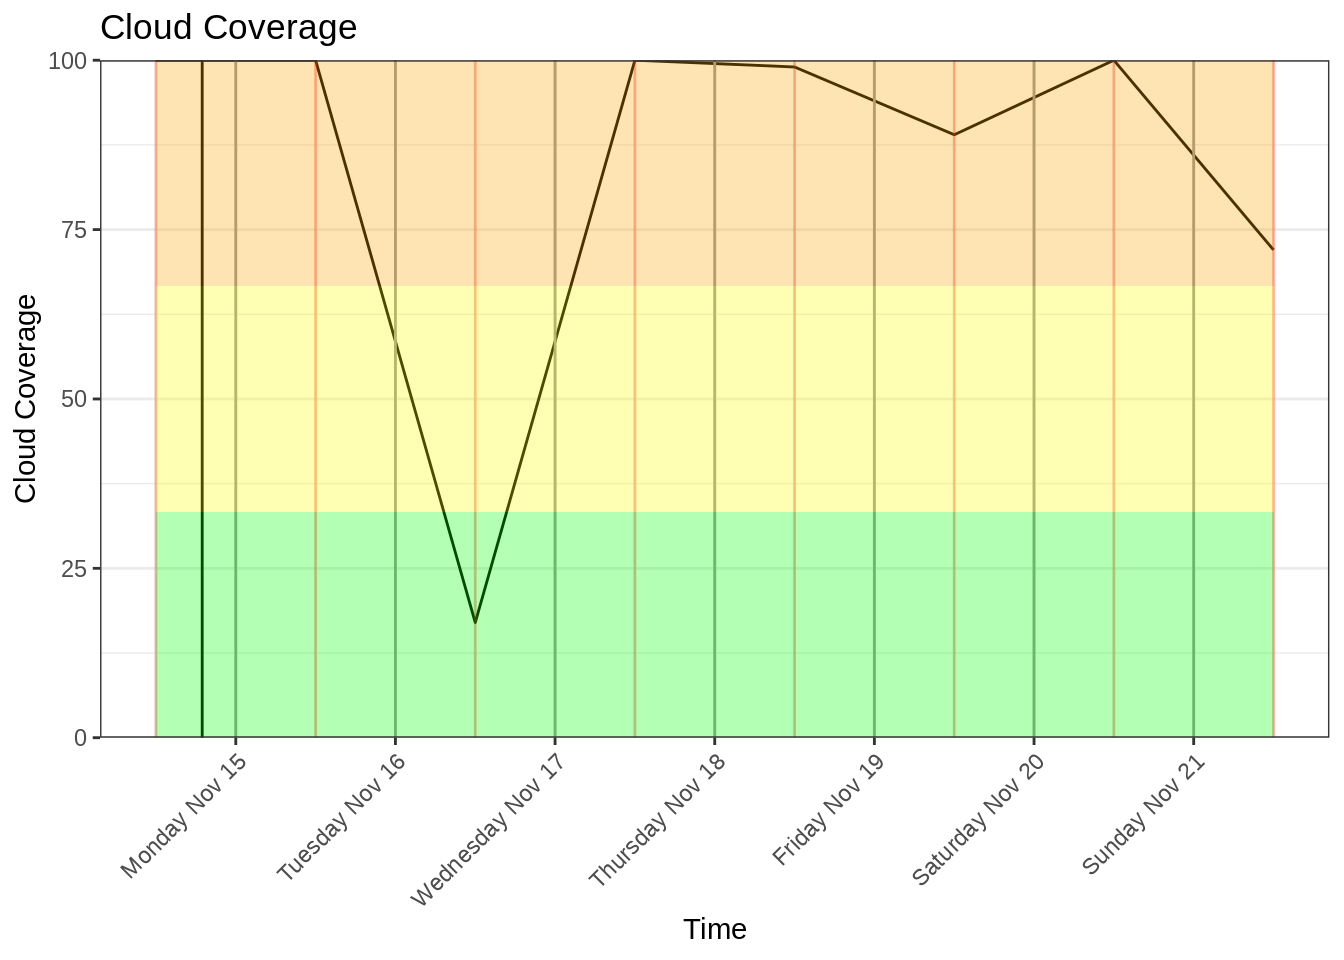 Cloud Coverage
100
75
50
25
0
Cloud Coverage
Monday Nov 15
Tuesday Nov 16
Wednesday Nov 17
Thursday Nov 18
Friday Nov 19
Saturday Nov 20
Sunday Nov 21
Time